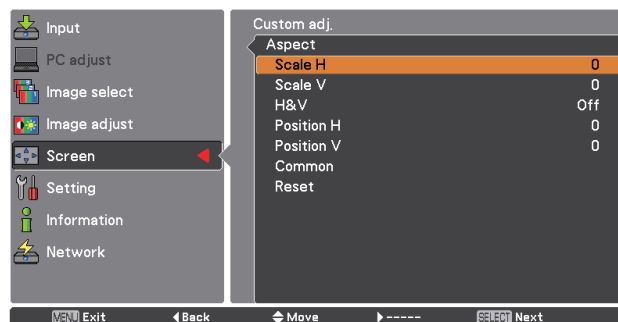 Input
PC adjust
Image select
Image adjust
Screen
Setting
Information
Network
Custom adj.
Aspect
Scale H 0
Scale V 0
H&V Off
Position H 0
Position V 0
Common
Reset
MENU Exit Back Move ----- SELECT Next